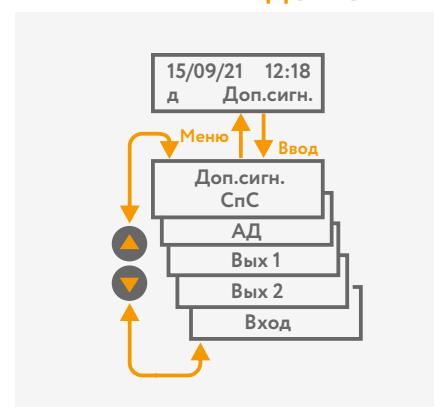 15/09/21 12:18
д Доп.сигн.
Меню
Ввод
Доп.сигн.
СпС
АД
Вых 1
Вых 2
Вход